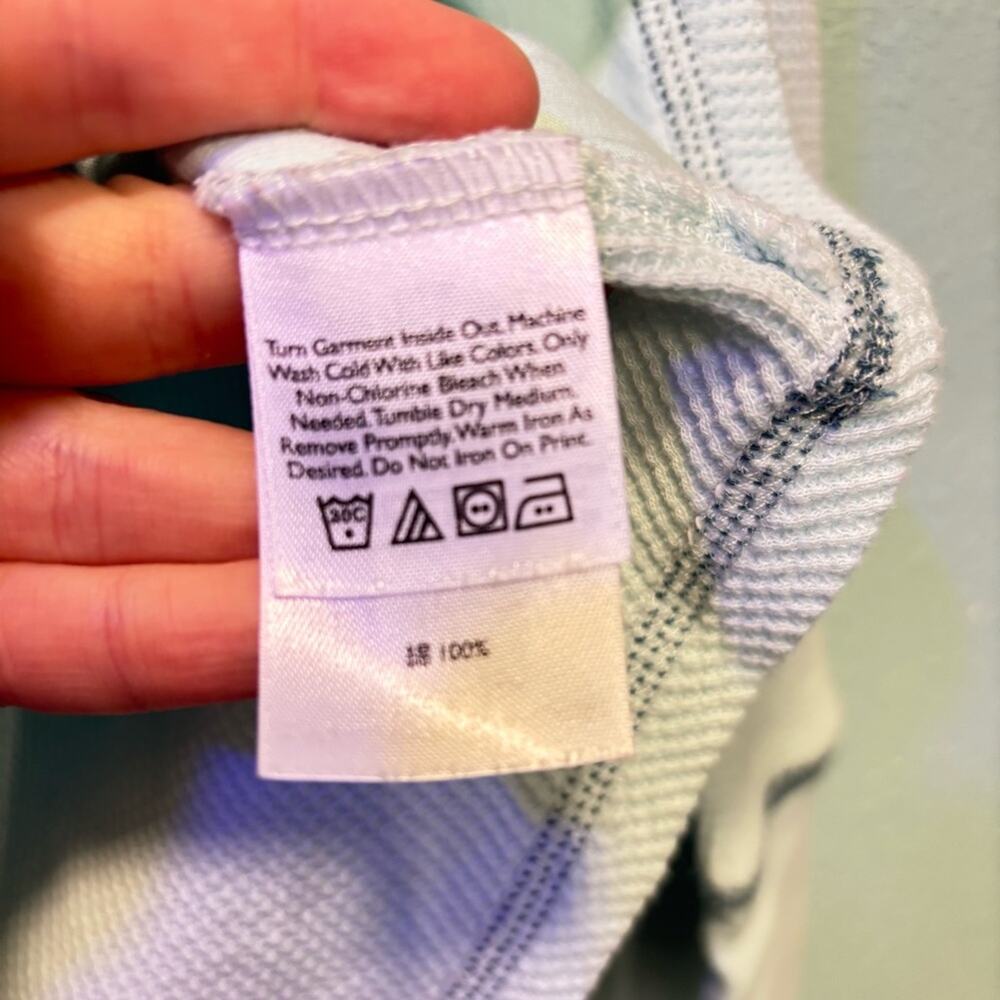 Turn Garment Inside Out. Machine
Wash Cold With Like Colors. Only
Non-Chlorine Bleach When
Needed. Tumble Dry Medium.
Remove Promptly. Warm Iron As
Desired. Do Not Iron On Print.
30C
100%